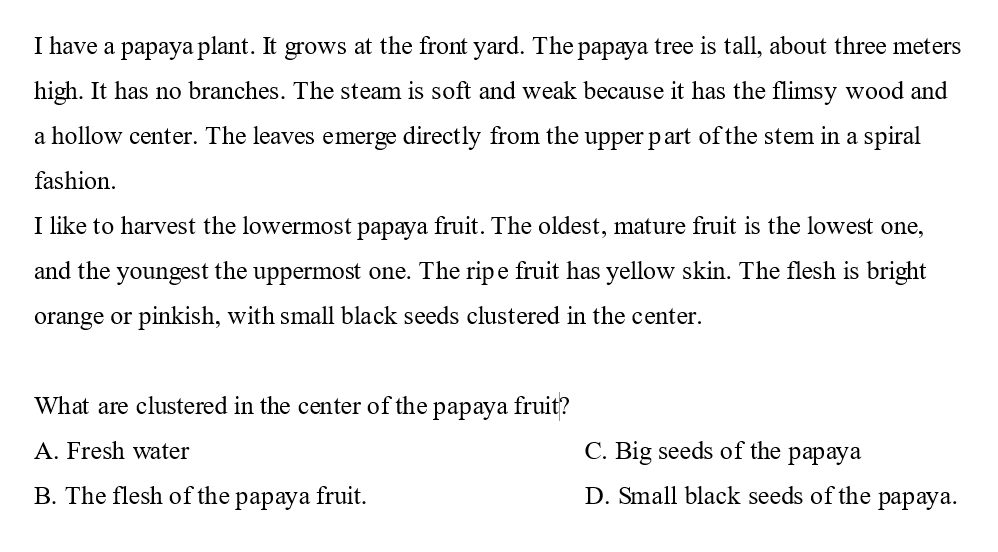 I have a papaya plant. It grows at the front yard. The papaya tree is tall, about three meters
high. It has no branches. The steam is soft and weak because it has the flimsy wood and
a hollow center. The leaves emerge directly from the upper part of the stem in a spiral
fashion.
I like to harvest the lowermost papaya fruit. The oldest, mature fruit is the lowest one,
and the youngest the uppermost one. The ripe fruit has yellow skin. The flesh is bright
orange or pinkish, with small black seeds clustered in the center.
What are clustered in the center of the papaya fruit?
A. Fresh water
C. Big seeds of the papaya
B. The flesh of the papaya fruit.
D. Small black seeds of the papaya.